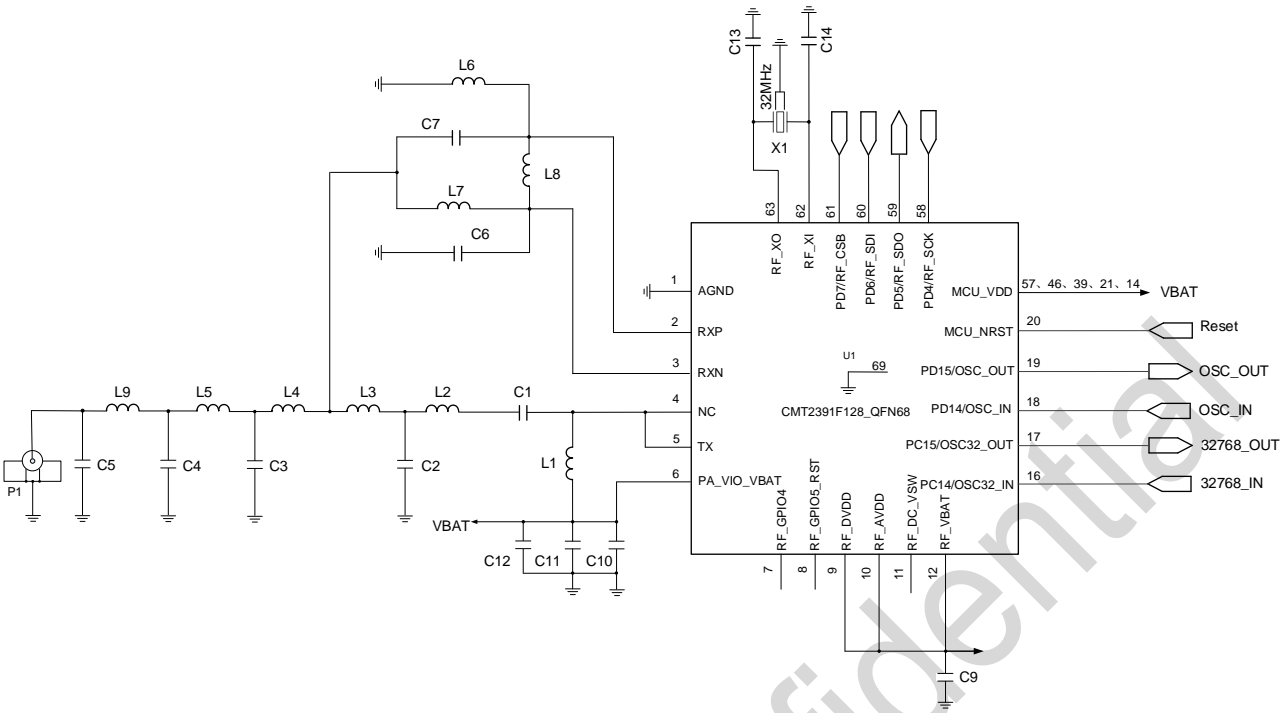 C13
C14
32MHz
X1
L6
C7
L8
L7
C6
63
62
61
60
59
58
RF_XO
RF_XI
PD7/RF_CSB
PD6/RF_SDI
PD5/RF_SDO
PD4/RF_SCK
1
AGND
2
RXP
3
RXN
4
NC
5
TX
6
PA_VIO_VBAT
MCU_VDD
57、46、39、21、14
VBAT
MCU_NRST
20
Reset
PD15/OSC_OUT
19
OSC_OUT
PD14/OSC_IN
18
OSC_IN
PC15/OSC32_OUT
17
32768_OUT
PC14/OSC32_IN
16
32768_IN
U1
69
CMT2391F128_QFN68
L9
L5
L4
L3
L2
C1
L1
P1
C5
C4
C3
C2
VBAT
C12
C11
C10
RF_GPIO4
RF_GPIO5_RST
RF_DVDD
RF_AVDD
RF_DC_VSW
RF_VBAT
7
8
9
10
11
12
C9
fidential